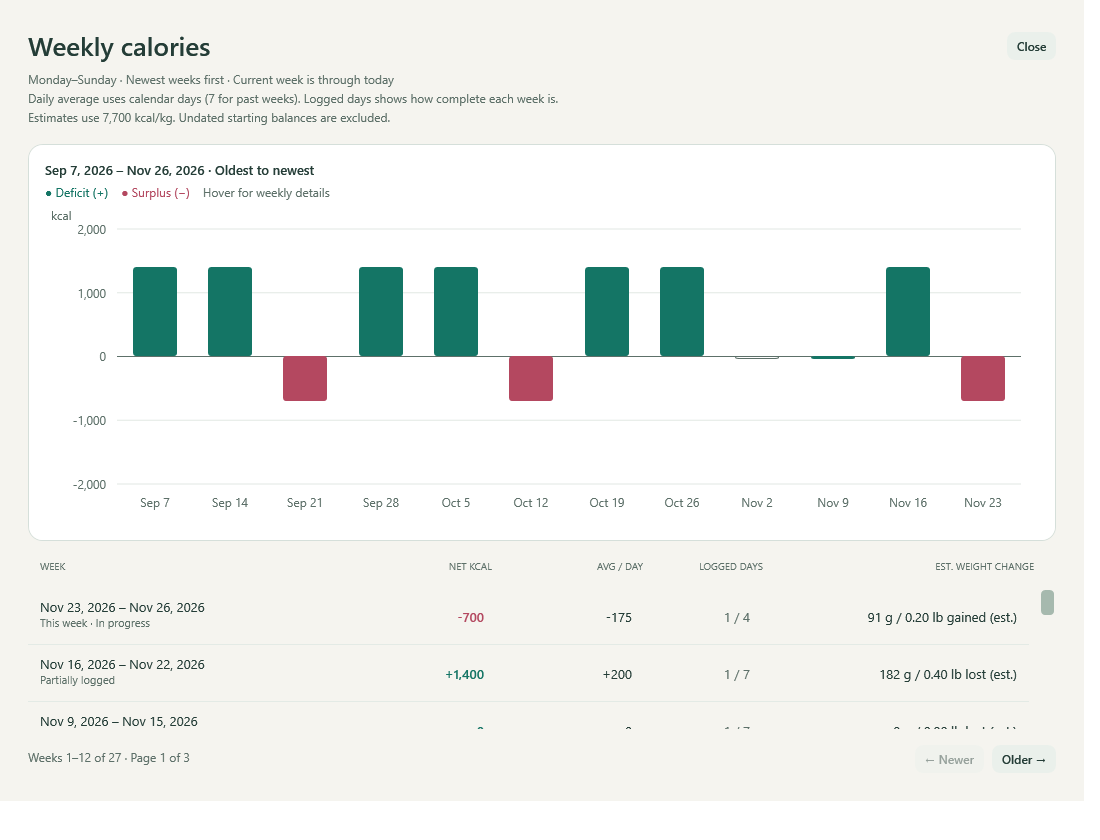 Weekly calories
Close
Monday–Sunday · Newest weeks first · Current week is through today
Daily average uses calendar days (7 for past weeks). Logged days shows how complete each week is.
Estimates use 7,700 kcal/kg. Undated starting balances are excluded.
Sep 7, 2026 – Nov 26, 2026 · Oldest to newest
● Deficit (+) ● Surplus (−) Hover for weekly details
kcal
2,000
1,000
0
-1,000
-2,000
Sep 7 Sep 14 Sep 21 Sep 28 Oct 5 Oct 12 Oct 19 Oct 26 Nov 2 Nov 9 Nov 16 Nov 23
WEEK NET KCAL AVG / DAY LOGGED DAYS EST. WEIGHT CHANGE
Nov 23, 2026 – Nov 26, 2026
This week · In progress
-700 -175 1 / 4 91 g / 0.20 lb gained (est.)
Nov 16, 2026 – Nov 22, 2026
Partially logged
+1,400 +200 1 / 7 182 g / 0.40 lb lost (est.)
Nov 9, 2026 – Nov 15, 2026
Weeks 1–12 of 27 · Page 1 of 3
← Newer Older →